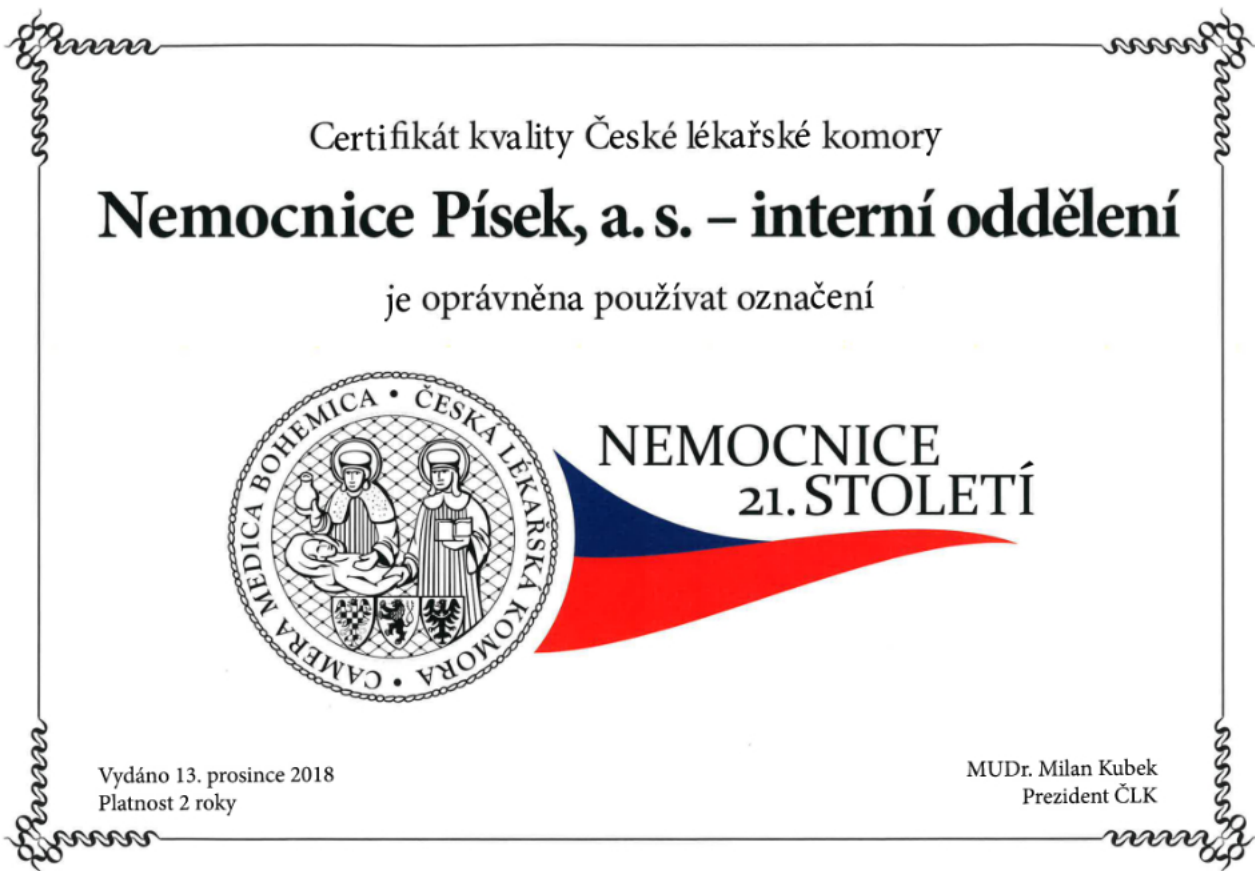 Certifikát kvality České lékařské komory
Nemocnice Písek, a. s. – interní oddělení
je oprávněna používat označení
CAMERA MEDICA BOHEMICA • ČESKÁ LÉKAŘSKÁ KOMORA •
NEMOCNICE
21. STOLETÍ
Vydáno 13. prosince 2018
Platnost 2 roky
MUDr. Milan Kubek
Prezident ČLK